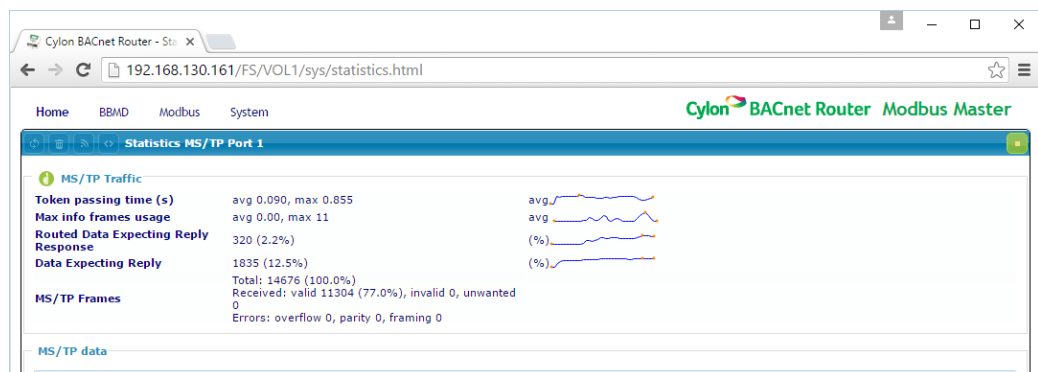 Cylon BACnet Router - Sta
192.168.130.161/FS/VOL1/sys/statistics.html
Home BBMD Modbus System
Cylon BACnet Router Modbus Master
Statistics MS/TP Port 1
MS/TP Traffic
Token passing time (s) avg 0.090, max 0.855 avg
Max info frames usage avg 0.00, max 11 avg
Routed Data Expecting Reply
Response 320 (2.2%) (%)
Data Expecting Reply 1835 (12.5%) (%)
Total: 14676 (100.0%)
MS/TP Frames Received: valid 11304 (77.0%), invalid 0, unwanted
0
Errors: overflow 0, parity 0, framing 0
MS/TP data